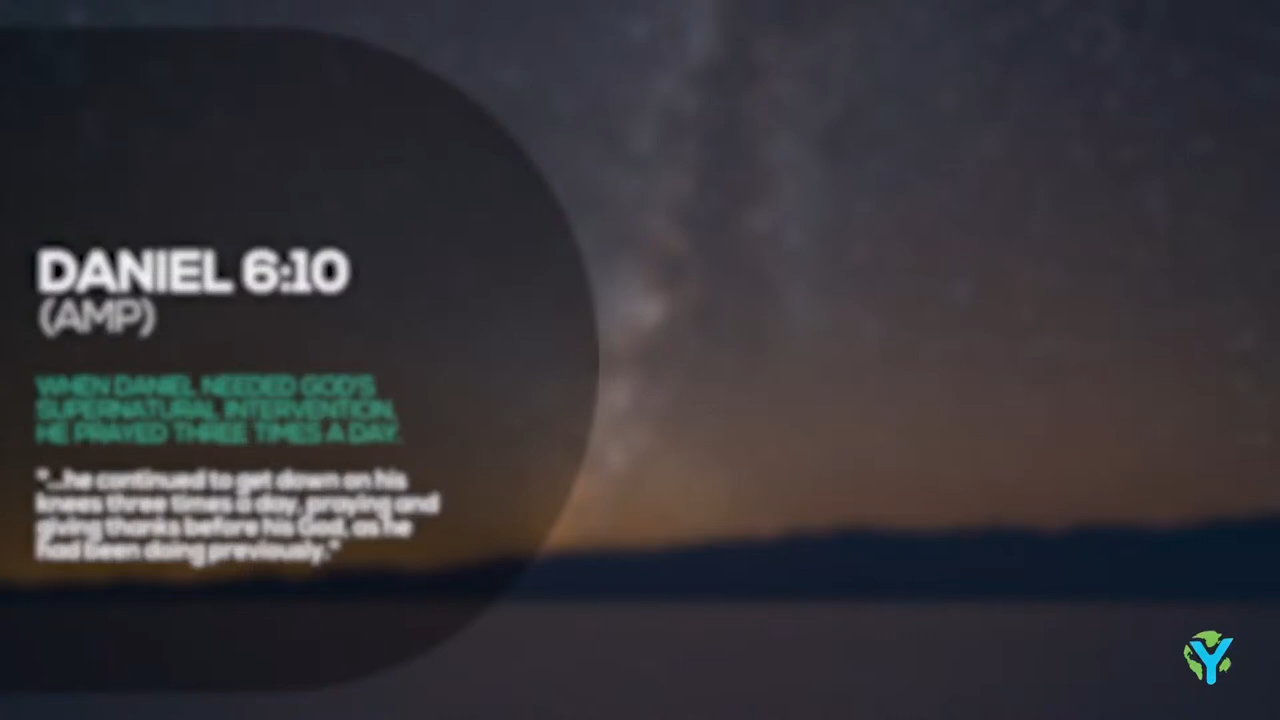 DANIEL 6:10
(AMP)
WHEN DANIEL NEEDED GOD'S
SUPERNATURAL INTERVENTION,
HE PRAYED THREE TIMES A DAY.
"...he continued to get down on his
knees three times a day, praying and
giving thanks before his God, as he
had been doing previously."
Y